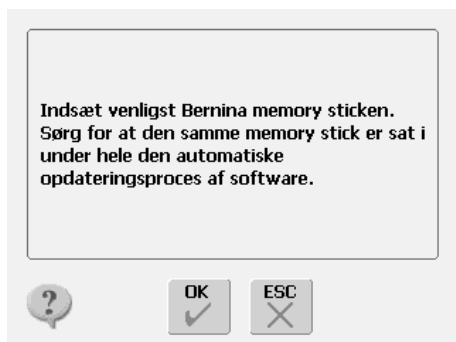 Indsæt venligst Bernina memory sticken.
Sørg for at den samme memory stick er sat i
under hele den automatiske
opdateringsproces af software.
? OK ESC